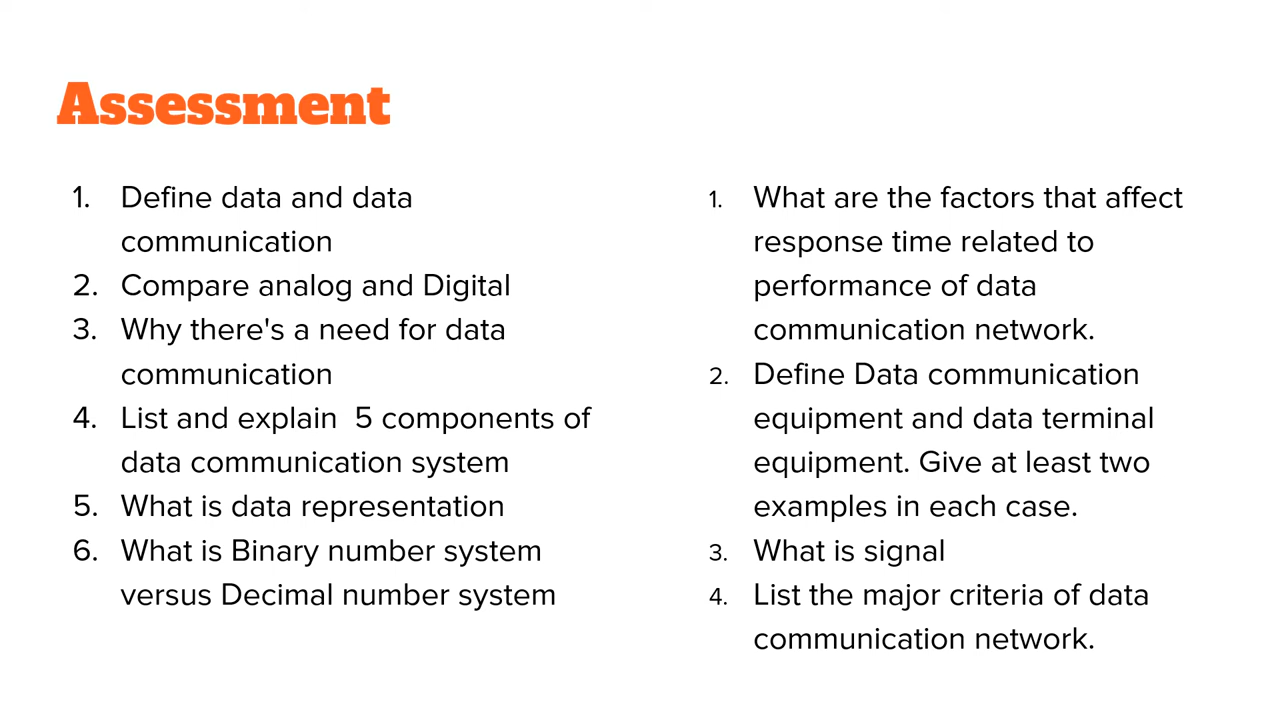 Assessment
1. Define data and data
communication
2. Compare analog and Digital
3. Why there's a need for data
communication
4. List and explain  5 components of
data communication system
5. What is data representation
6. What is Binary number system
versus Decimal number system
1. What are the factors that affect
response time related to
performance of data
communication network.
2. Define Data communication
equipment and data terminal
equipment. Give at least two
examples in each case.
3. What is signal
4. List the major criteria of data
communication network.